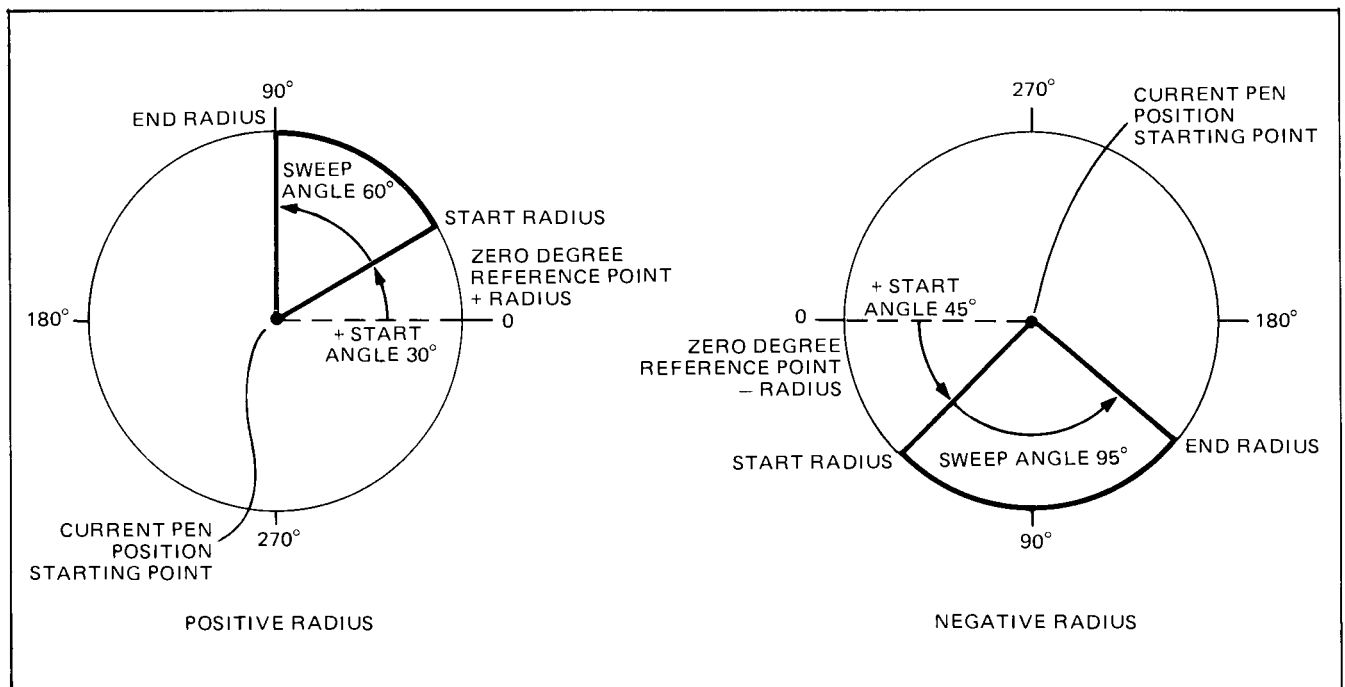 90°
END RADIUS
SWEEP
ANGLE 60°
START RADIUS
ZERO DEGREE
REFERENCE POINT
+ RADIUS
180°
0
+ START
ANGLE 30°
270°
CURRENT PEN
POSITION
STARTING POINT
POSITIVE RADIUS
270°
CURRENT PEN
POSITION
STARTING POINT
+ START
ANGLE 45°
0
180°
ZERO DEGREE
REFERENCE POINT
– RADIUS
START RADIUS
SWEEP ANGLE 95°
END RADIUS
90°
NEGATIVE RADIUS